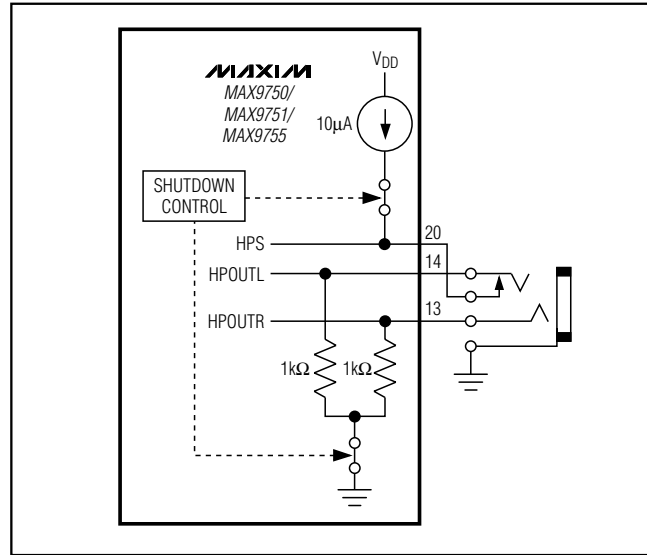 MAXIM
MAX9750/
MAX9751/
MAX9755
VDD
10μA
SHUTDOWN
CONTROL
HPS
20
HPOUTL
14
HPOUTR
13
1kΩ
1kΩ